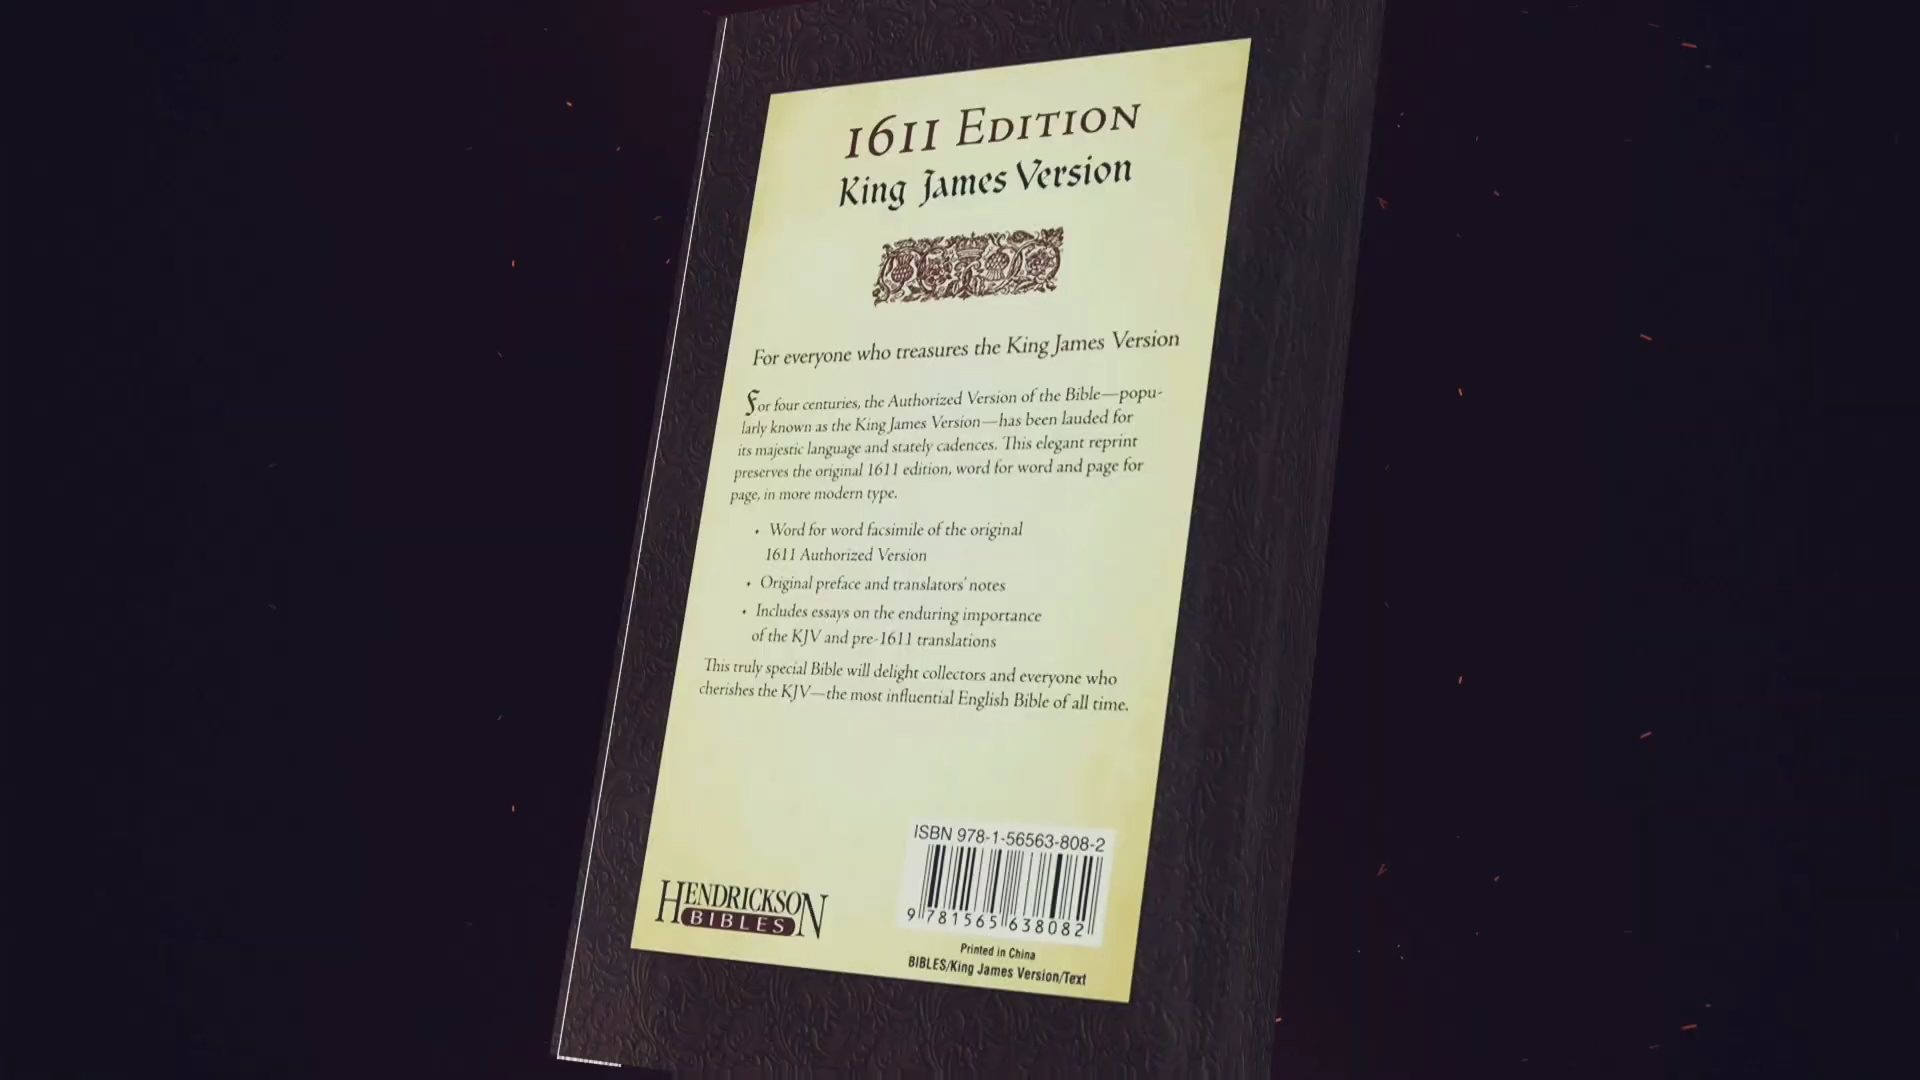 1611 EDITION
King James Version
For everyone who treasures the King James Version
For four centuries, the Authorized Version of the Bible—popu-
larly known as the King James Version—has been lauded for
its majestic language and stately cadences. This elegant reprint
preserves the original 1611 edition, word for word and page for
page, in more modern type.
• Word for word facsimile of the original
1611 Authorized Version
• Original preface and translators' notes
• Includes essays on the enduring importance
of the KJV and pre-1611 translations
This truly special Bible will delight collectors and everyone who
cherishes the KJV—the most influential English Bible of all time.
ISBN 978-1-56563-808-2
9 781565 638082
HENDRICKSON
BIBLES
Printed in China
BIBLES/King James Version/Text